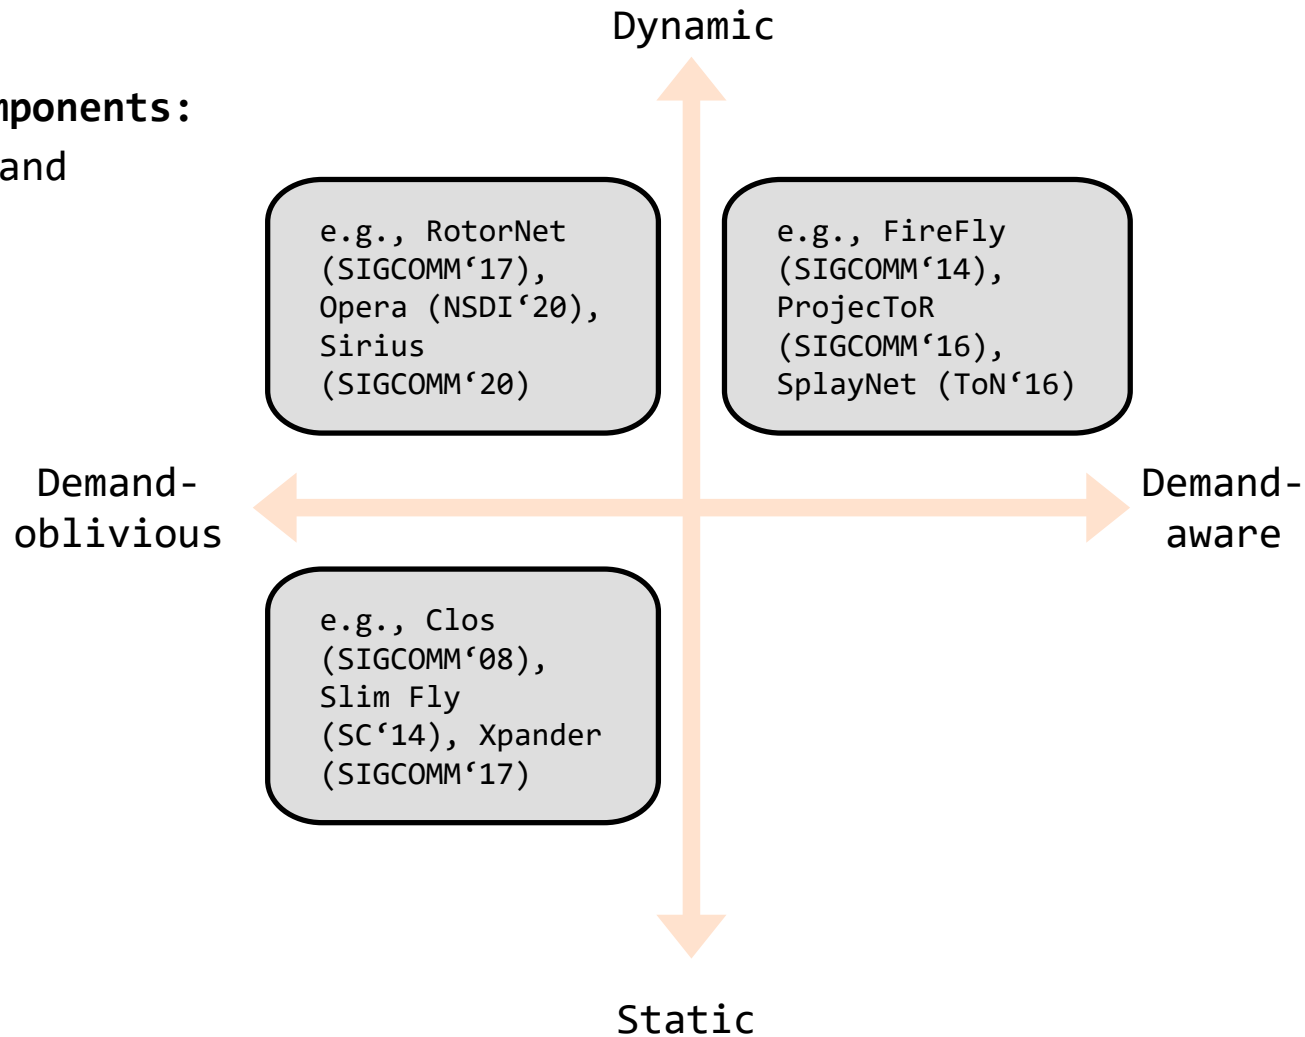 Dynamic
mponents:
and
e.g., RotorNet
(SIGCOMM‘17),
Opera (NSDI‘20),
Sirius
(SIGCOMM‘20)
e.g., FireFly
(SIGCOMM‘14),
ProjecToR
(SIGCOMM‘16),
SplayNet (ToN‘16)
Demand-
oblivious
Demand-
aware
e.g., Clos
(SIGCOMM‘08),
Slim Fly
(SC‘14), Xpander
(SIGCOMM‘17)
Static